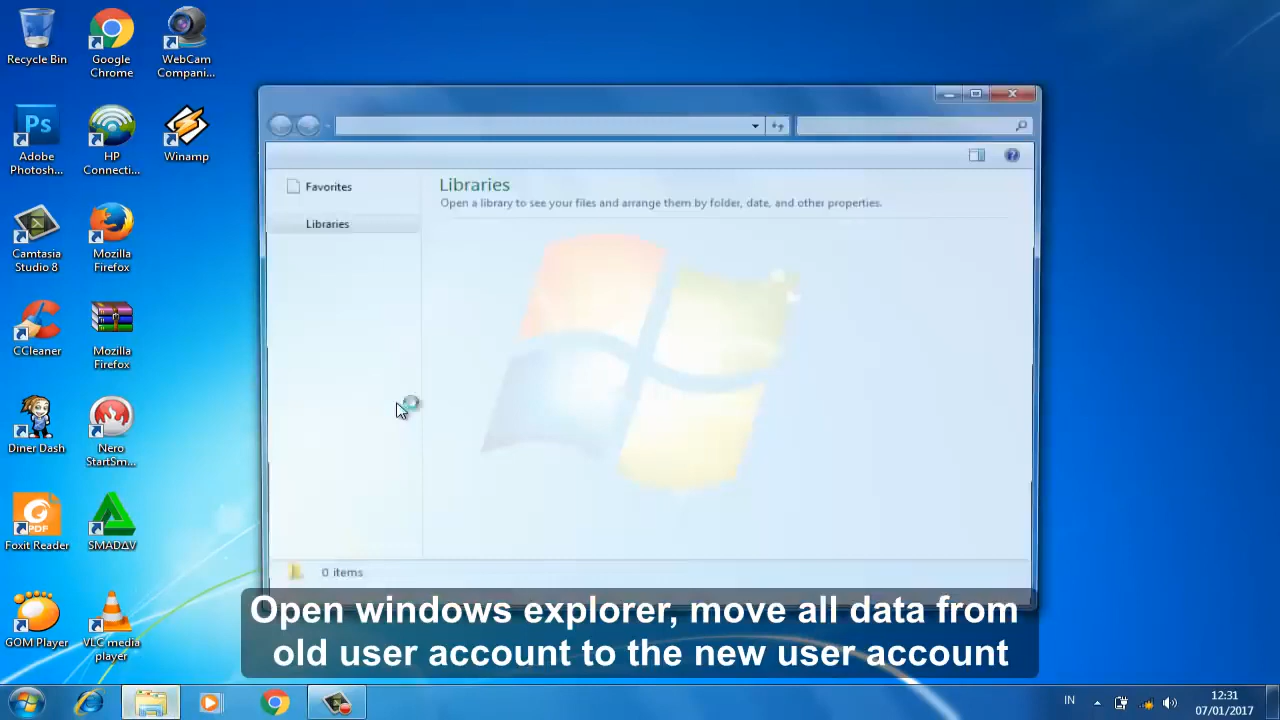 Recycle Bin
Google
Chrome
WebCam
Compani...
Ps
Adobe
Photosh...
HP
Connecti...
Winamp
Camtasia
Studio 8
Mozilla
Firefox
CCleaner
Mozilla
Firefox
Diner Dash
Nero
StartSm...
PDF
Foxit Reader
SMADΔV
GOM Player
VLC media
player
Favorites
Libraries
Libraries
Open a library to see your files and arrange them by folder, date, and other properties.
0 items
Open windows explorer, move all data from
old user account to the new user account
IN
12:31
07/01/2017